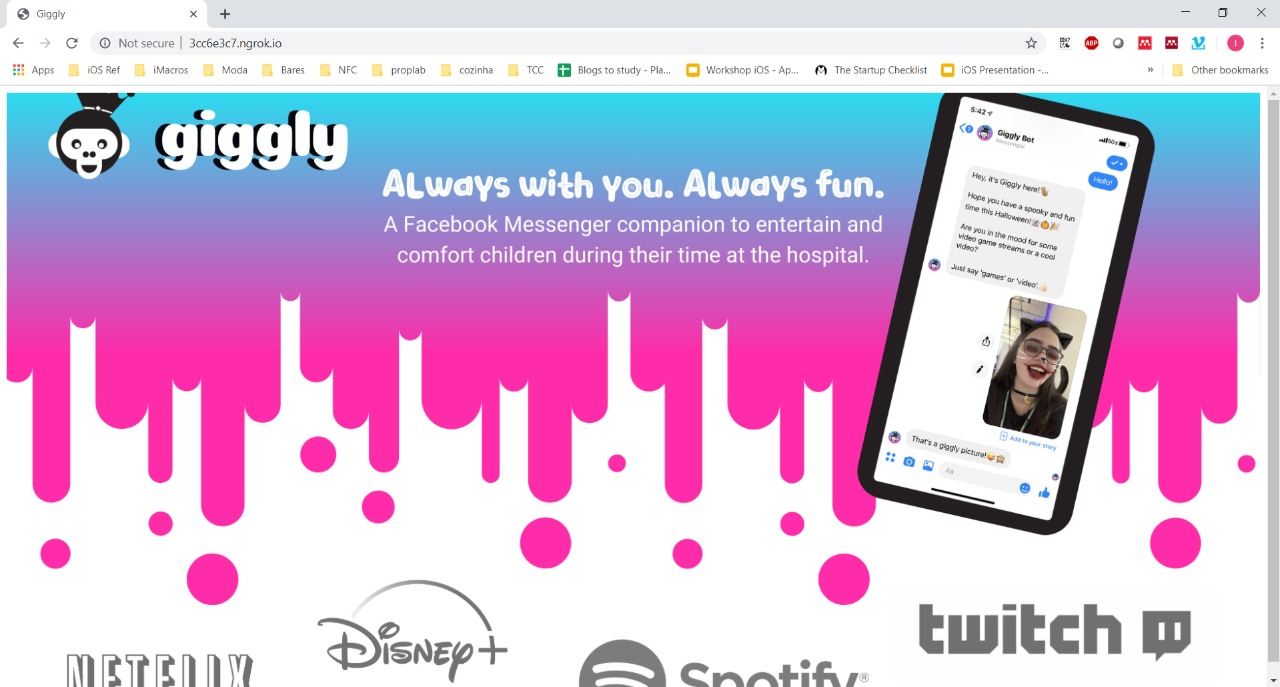 Giggly
Not secure | 3cc6e3c7.ngrok.io
ABP
I
Apps
iOS Ref
iMacros
Moda
Bares
NFC
proplab
cozinha
TCC
Blogs to study - Pla...
Workshop iOS - Ap...
The Startup Checklist
iOS Presentation -...
»
Other bookmarks
giggly
Always with you. Always fun.
A Facebook Messenger companion to entertain and
comfort children during their time at the hospital.
5:42
5G
Giggly Bot
Messenger
Hello!
Hey, it's Giggly here!🐒
Hope you have a spooky and fun
time this Halloween!👻🎃🎉
Are you in the mood for some
video game streams or a cool
video?
Just say 'games' or 'video'.👍🏻
Add to your story
That's a giggly picture!😜🙈
Aa
NETFLIX
Disney+
Spotify®
twitch